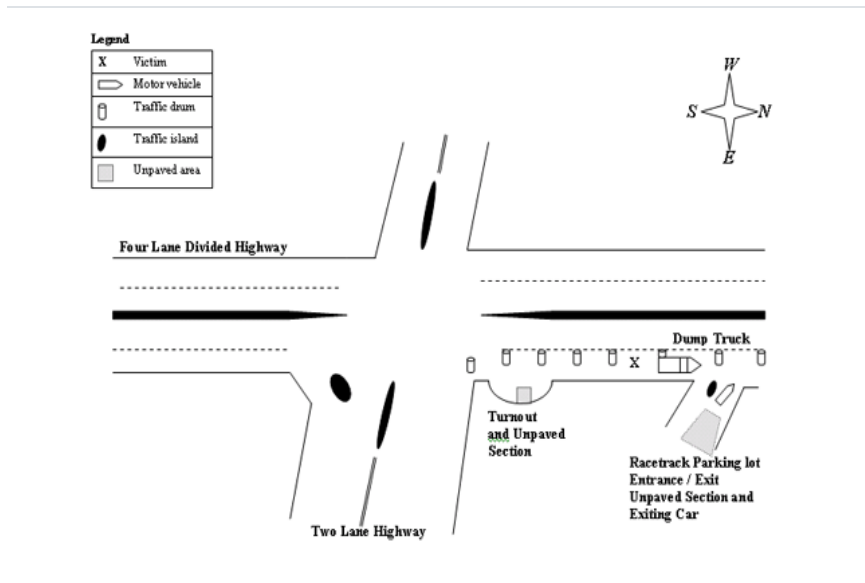 Legend
X Victim
Motor vehicle
Traffic drum
Traffic island
Unpaved area
W
S N
E
Four Lane Divided Highway
Dump Truck
X
Turnout
and Unpaved
Section
Racetrack Parking lot
Entrance / Exit
Unpaved Section and
Exiting Car
Two Lane Highway